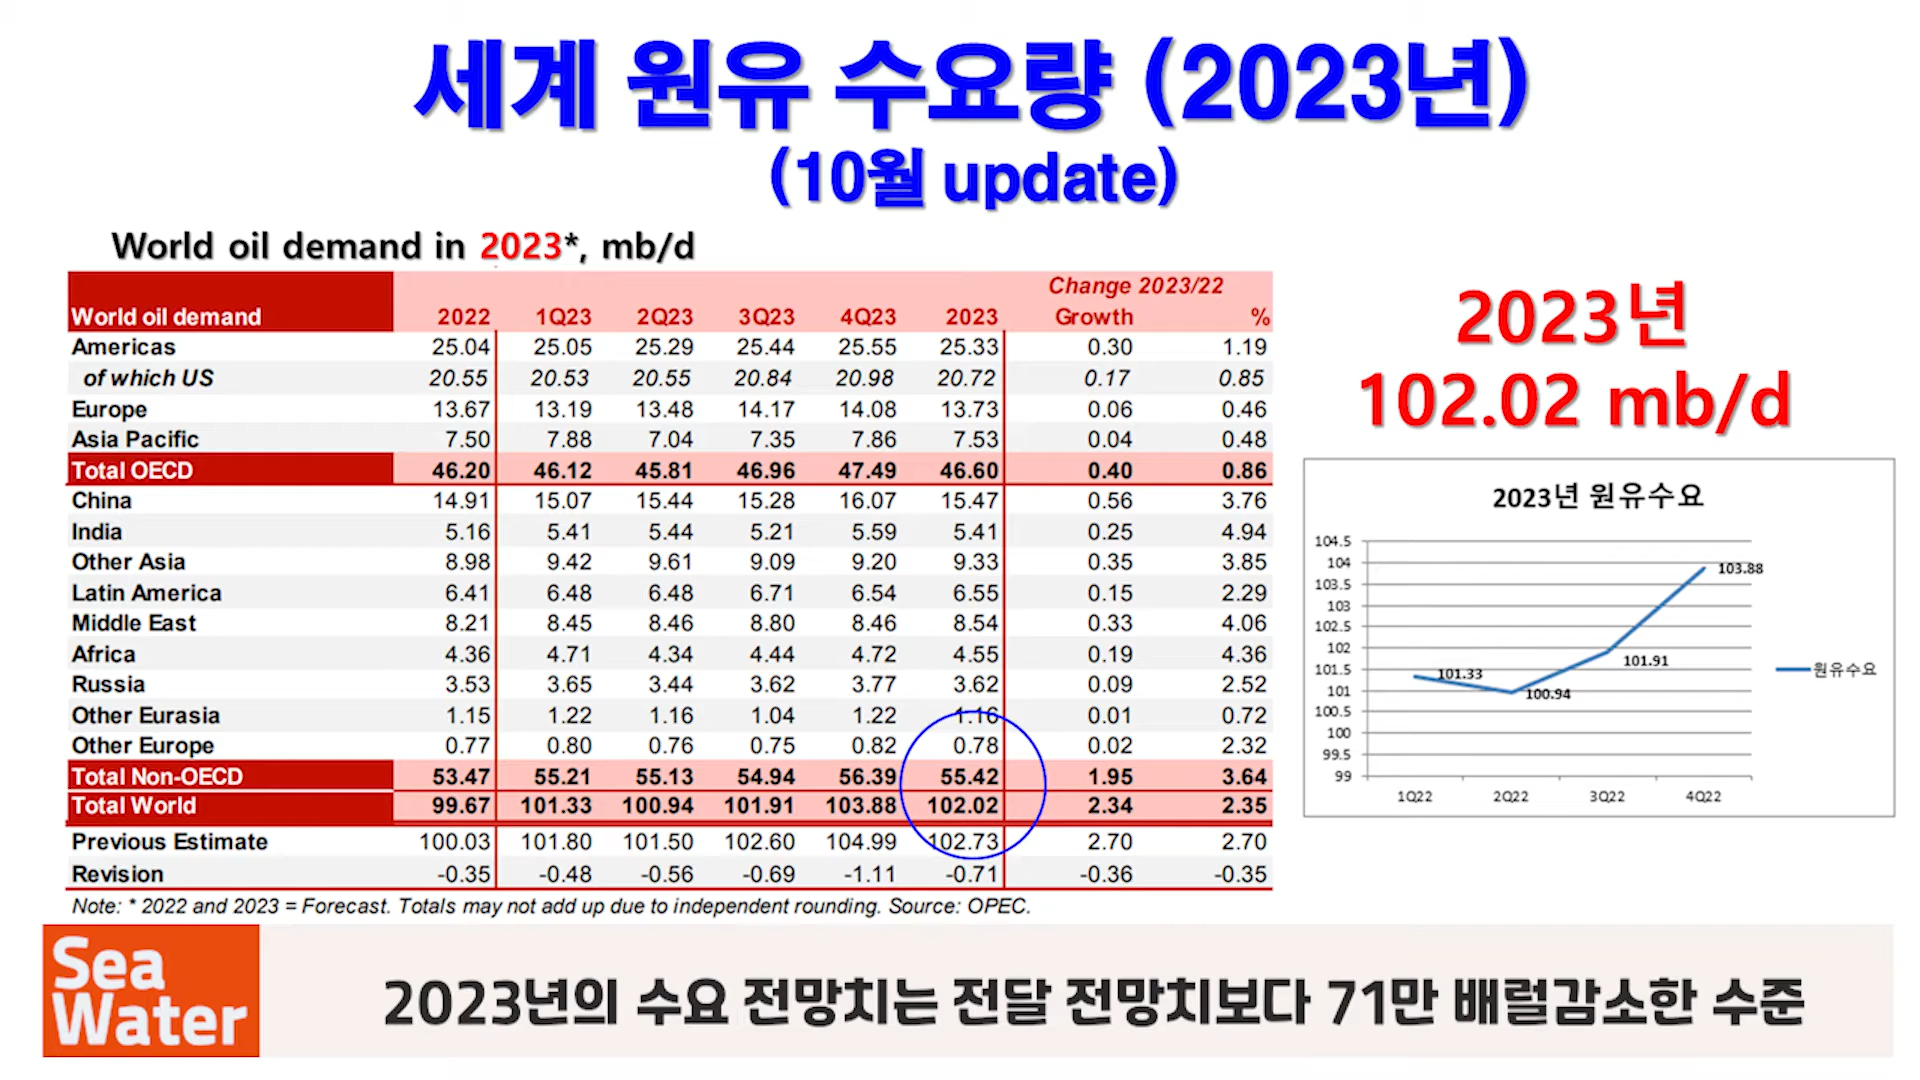 세계 원유 수요량 (2023년)
(10월 update)
World oil demand in 2023*, mb/d
Change 2023/22
World oil demand 2022 1Q23 2Q23 3Q23 4Q23 2023 Growth %
Americas 25.04 25.05 25.29 25.44 25.55 25.33 0.30 1.19
of which US 20.55 20.53 20.55 20.84 20.98 20.72 0.17 0.85
Europe 13.67 13.19 13.48 14.17 14.08 13.73 0.06 0.46
Asia Pacific 7.50 7.88 7.04 7.35 7.86 7.53 0.04 0.48
Total OECD 46.20 46.12 45.81 46.96 47.49 46.60 0.40 0.86
China 14.91 15.07 15.44 15.28 16.07 15.47 0.56 3.76
India 5.16 5.41 5.44 5.21 5.59 5.41 0.25 4.94
Other Asia 8.98 9.42 9.61 9.09 9.20 9.33 0.35 3.85
Latin America 6.41 6.48 6.48 6.71 6.54 6.55 0.15 2.29
Middle East 8.21 8.45 8.46 8.80 8.46 8.54 0.33 4.06
Africa 4.36 4.71 4.34 4.44 4.72 4.55 0.19 4.36
Russia 3.53 3.65 3.44 3.62 3.77 3.62 0.09 2.52
Other Eurasia 1.15 1.22 1.16 1.04 1.22 1.16 0.01 0.72
Other Europe 0.77 0.80 0.76 0.75 0.82 0.78 0.02 2.32
Total Non-OECD 53.47 55.21 55.13 54.94 56.39 55.42 1.95 3.64
Total World 99.67 101.33 100.94 101.91 103.88 102.02 2.34 2.35
Previous Estimate 100.03 101.80 101.50 102.60 104.99 102.73 2.70 2.70
Revision -0.35 -0.48 -0.56 -0.69 -1.11 -0.71 -0.36 -0.35
Note: * 2022 and 2023 = Forecast. Totals may not add up due to independent rounding. Source: OPEC.
2023년
102.02 mb/d
2023년 원유수요
104.5
104
103.5
103
102.5
102
101.5
101
100.5
100
99.5
99
101.33
100.94
101.91
103.88
원유수요
1Q22 2Q22 3Q22 4Q22
Sea
Water
2023년의 수요 전망치는 전달 전망치보다 71만 배럴감소한 수준